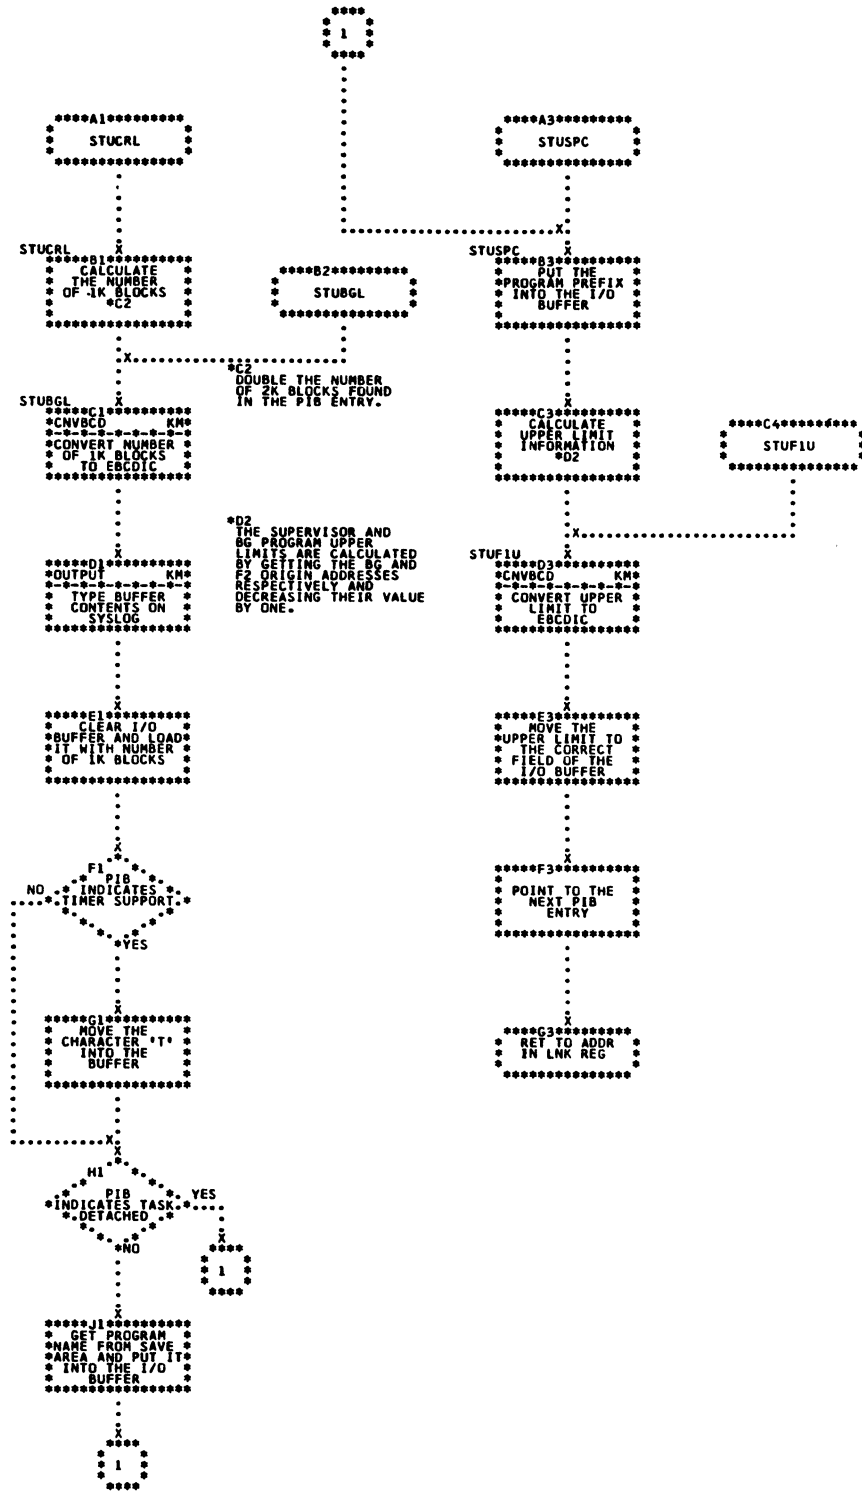 1
A1
STUCRL
STUCRL
B1
CALCULATE
THE NUMBER
OF 1K BLOCKS
*C2
B2
STUBGL
*C2
DOUBLE THE NUMBER
OF 2K BLOCKS FOUND
IN THE PIB ENTRY.
STUBGL
C1
CNVBCD KM
CONVERT NUMBER
OF 1K BLOCKS
TO EBCDIC
*D2
THE SUPERVISOR AND
BG PROGRAM UPPER
LIMITS ARE CALCULATED
BY GETTING THE BG AND
F2 ORIGIN ADDRESSES
RESPECTIVELY AND
DECREASING THEIR VALUE
BY ONE.
D1
OUTPUT KM
TYPE BUFFER
CONTENTS ON
SYSLOG
E1
CLEAR I/O
BUFFER AND LOAD
IT WITH NUMBER
OF 1K BLOCKS
F1
PIB
INDICATES
TIMER SUPPORT
NO
YES
G1
MOVE THE
CHARACTER 'T'
INTO THE
BUFFER
H1
PIB
INDICATES TASK
DETACHED
YES
NO
1
J1
GET PROGRAM
NAME FROM SAVE
AREA AND PUT IT
INTO THE I/O
BUFFER
1
A3
STUSPC
STUSPC
B3
PUT THE
PROGRAM PREFIX
INTO THE I/O
BUFFER
C3
CALCULATE
UPPER LIMIT
INFORMATION
*D2
C4
STUF1U
STUF1U
D3
CNVBCD KM
CONVERT UPPER
LIMIT TO
EBCDIC
E3
MOVE THE
UPPER LIMIT TO
THE CORRECT
FIELD OF THE
I/O BUFFER
F3
POINT TO THE
NEXT PIB
ENTRY
G3
RET TO ADDR
IN LNK REG